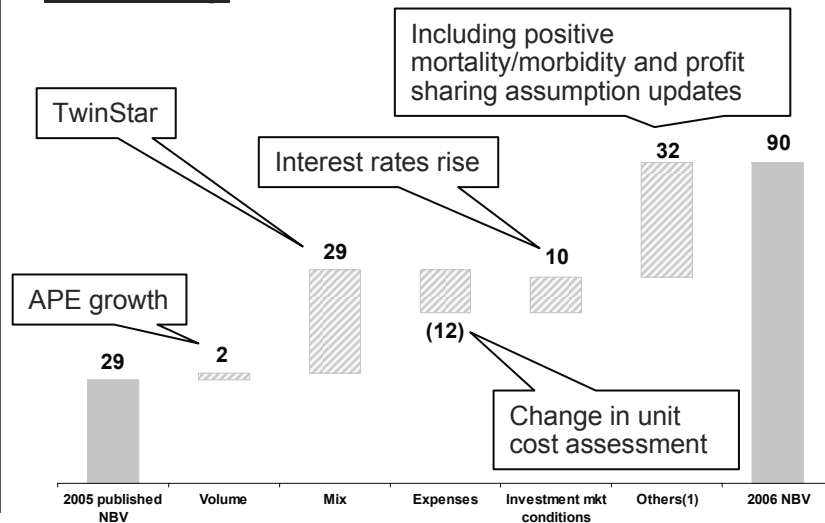 Including positive
mortality/morbidity and profit
sharing assumption updates
TwinStar
Interest rates rise
32
90
29
10
APE growth
(12)
29
2
Change in unit
cost assessment
2005 published
NBV
Volume
Mix
Expenses
Investment mkt
conditions
Others(1)
2006 NBV